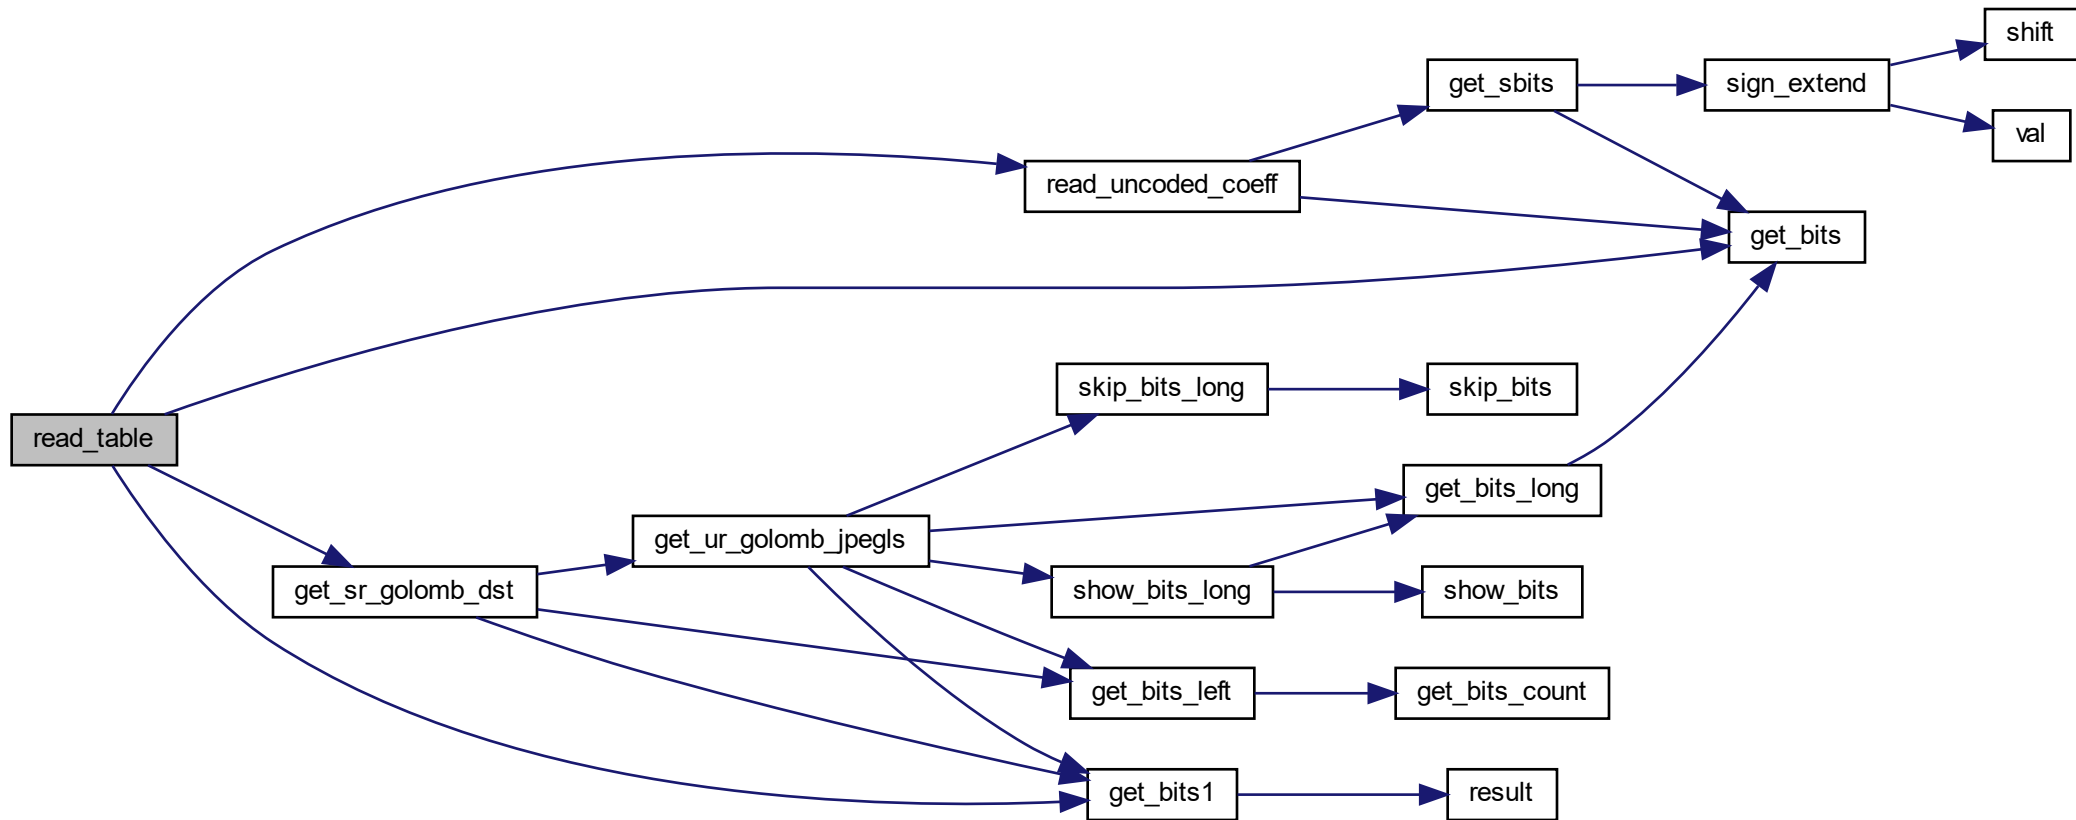 shift
get_sbits
sign_extend
val
read_uncoded_coeff
get_bits
skip_bits_long
skip_bits
read_table
get_bits_long
get_ur_golomb_jpegls
get_sr_golomb_dst
show_bits_long
show_bits
get_bits_left
get_bits_count
get_bits1
result